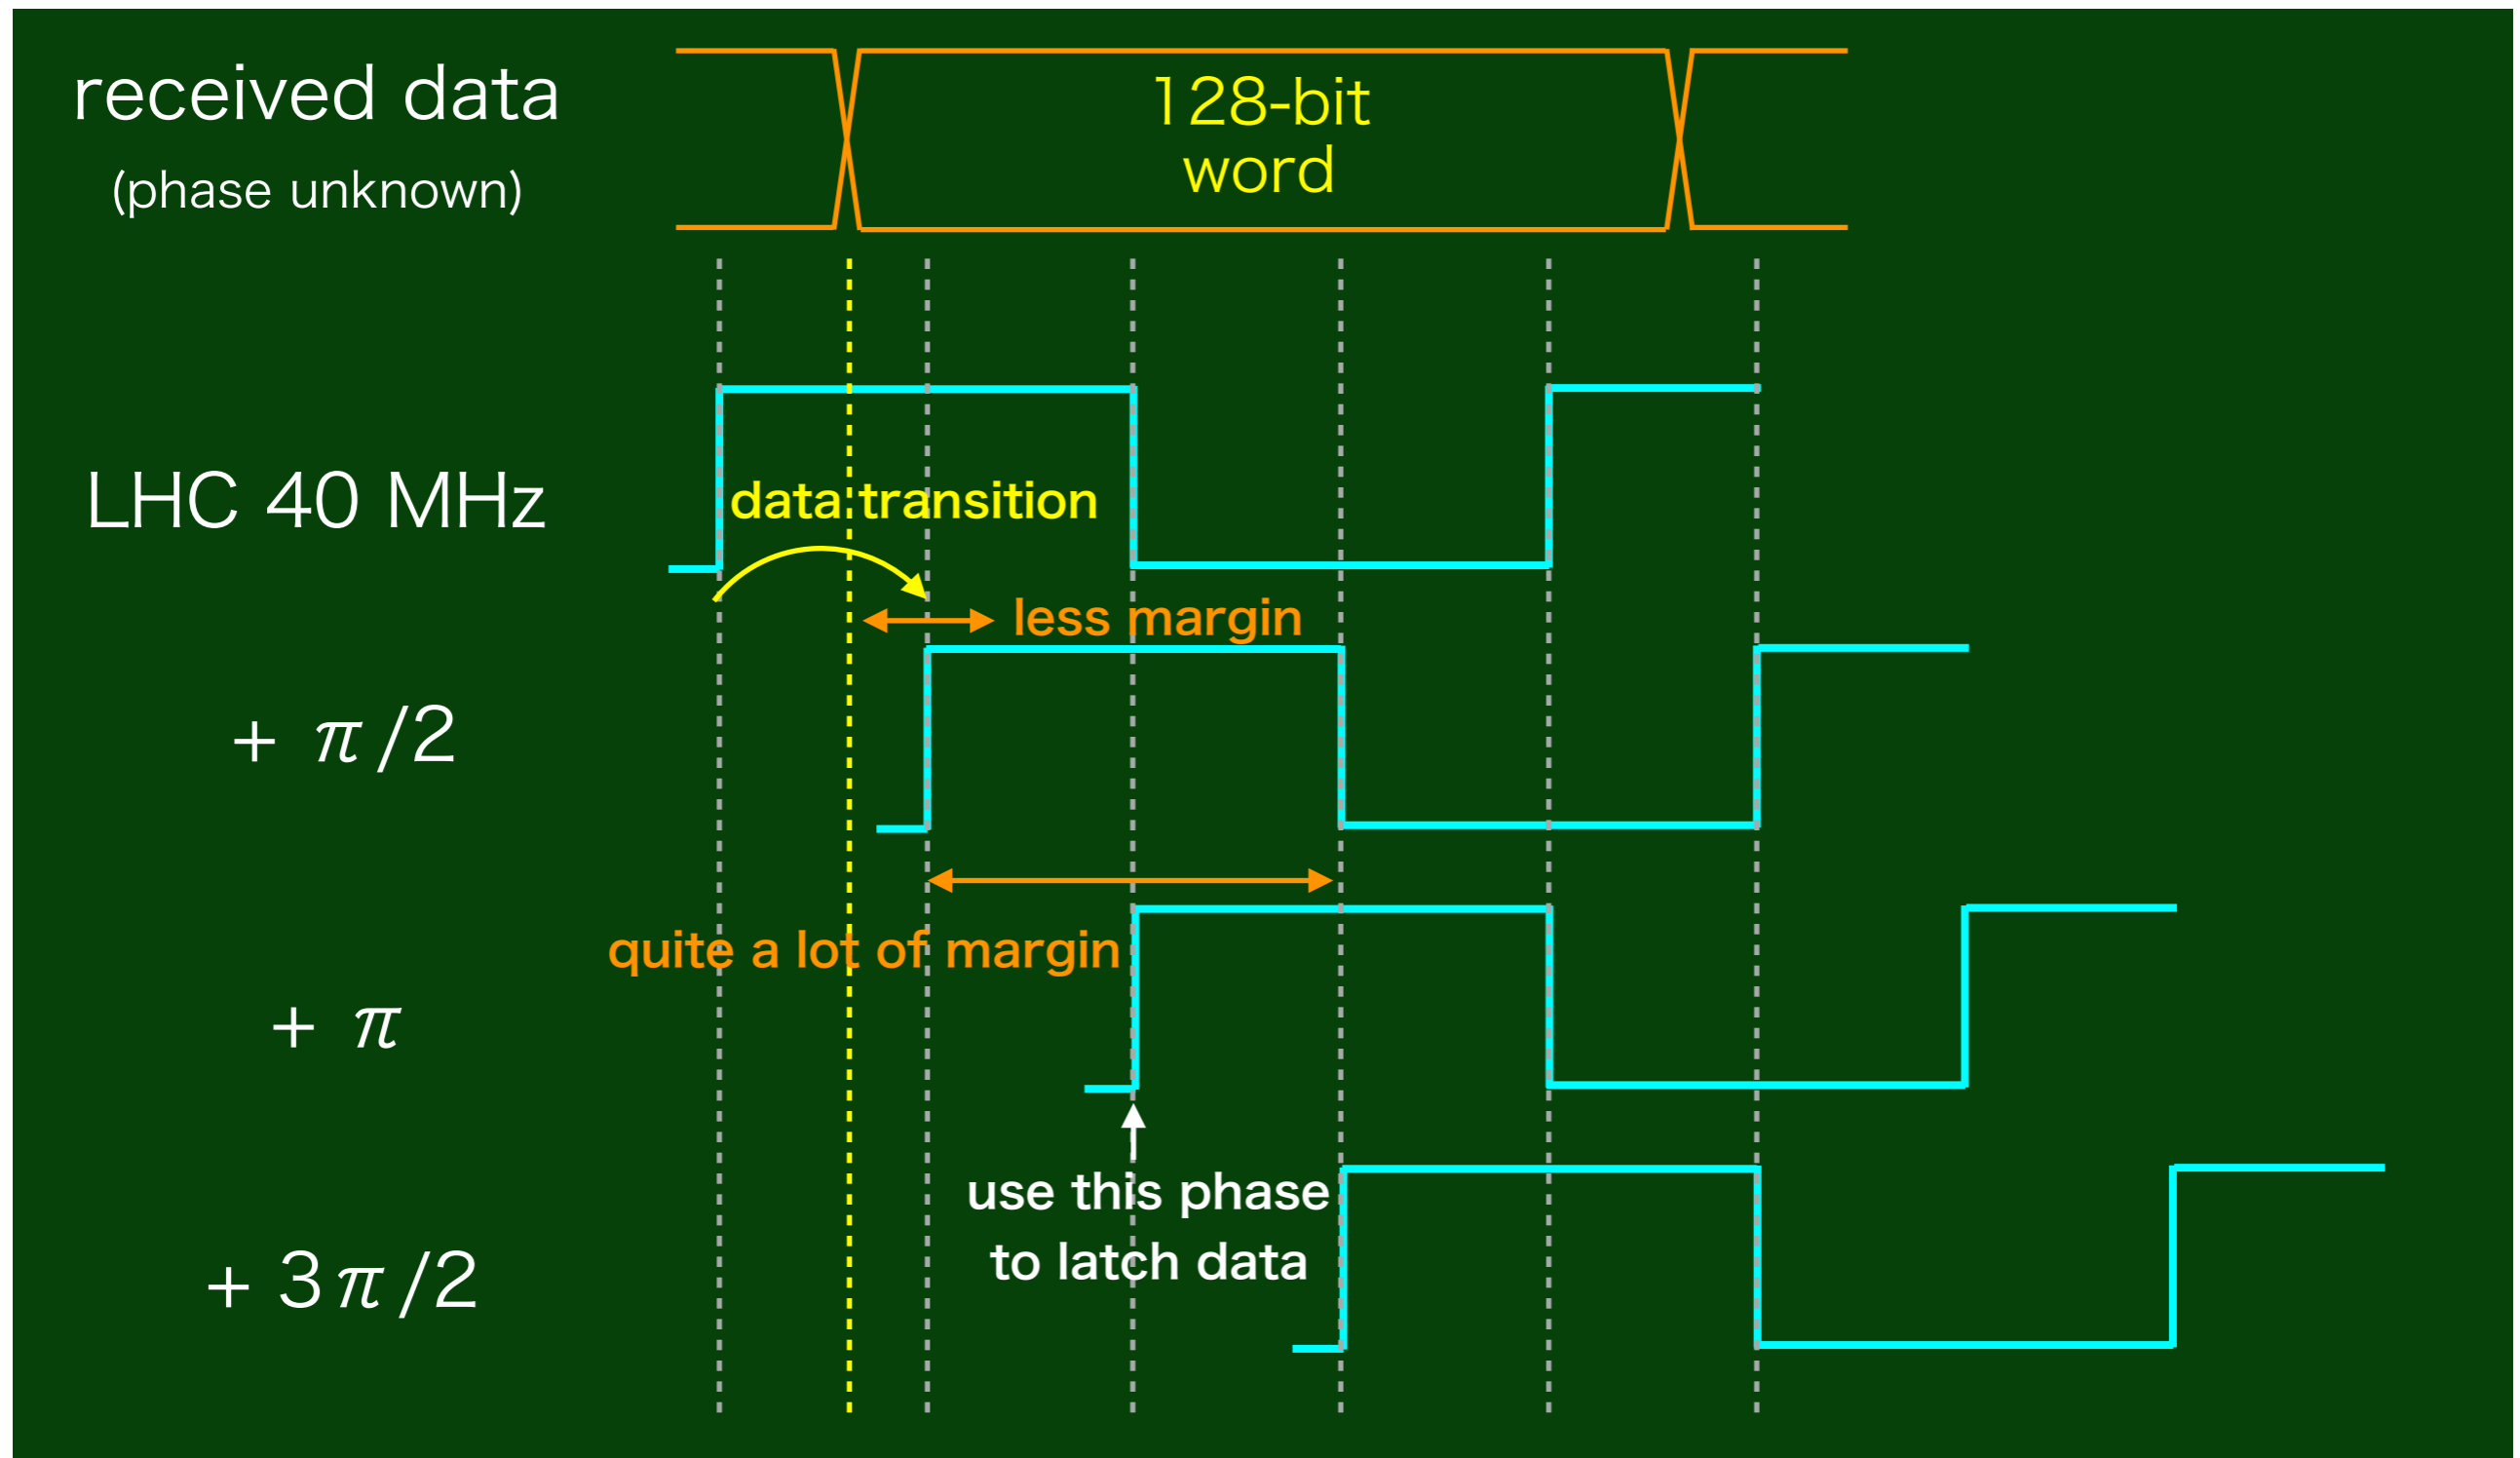 received data
(phase unknown)
128-bit
word
LHC 40 MHz
data transition
less margin
+ π/2
quite a lot of margin
+ π
use this phase
to latch data
+ 3π/2